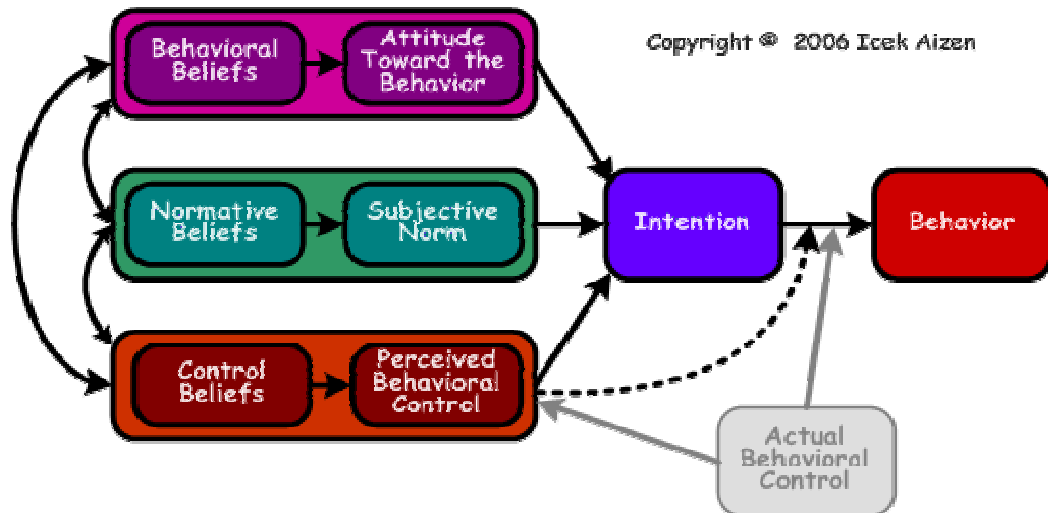 Behavioral
Beliefs
Attitude
Toward the
Behavior
Copyright © 2006 Icek Aizen
Normative
Beliefs
Subjective
Norm
Intention
Behavior
Control
Beliefs
Perceived
Behavioral
Control
Actual
Behavioral
Control